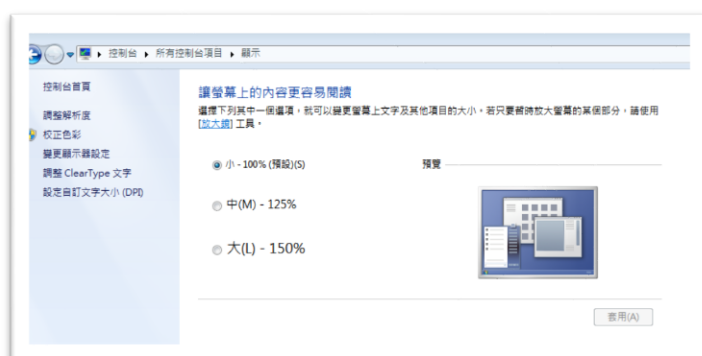 控制台 ▸ 所有控制台項目 ▸ 顯示
控制台首頁
調整解析度
校正色彩
變更顯示器設定
調整 ClearType 文字
設定自訂文字大小 (DPI)
讓螢幕上的內容更容易閱讀
選擇下列其中一個選項，就可以變更螢幕上文字及其他項目的大小。若只要暫時放大螢幕的某個部分，請使用
[放大鏡] 工具。
小 - 100% (預設)(S)
預覽
中(M) - 125%
大(L) - 150%
套用(A)